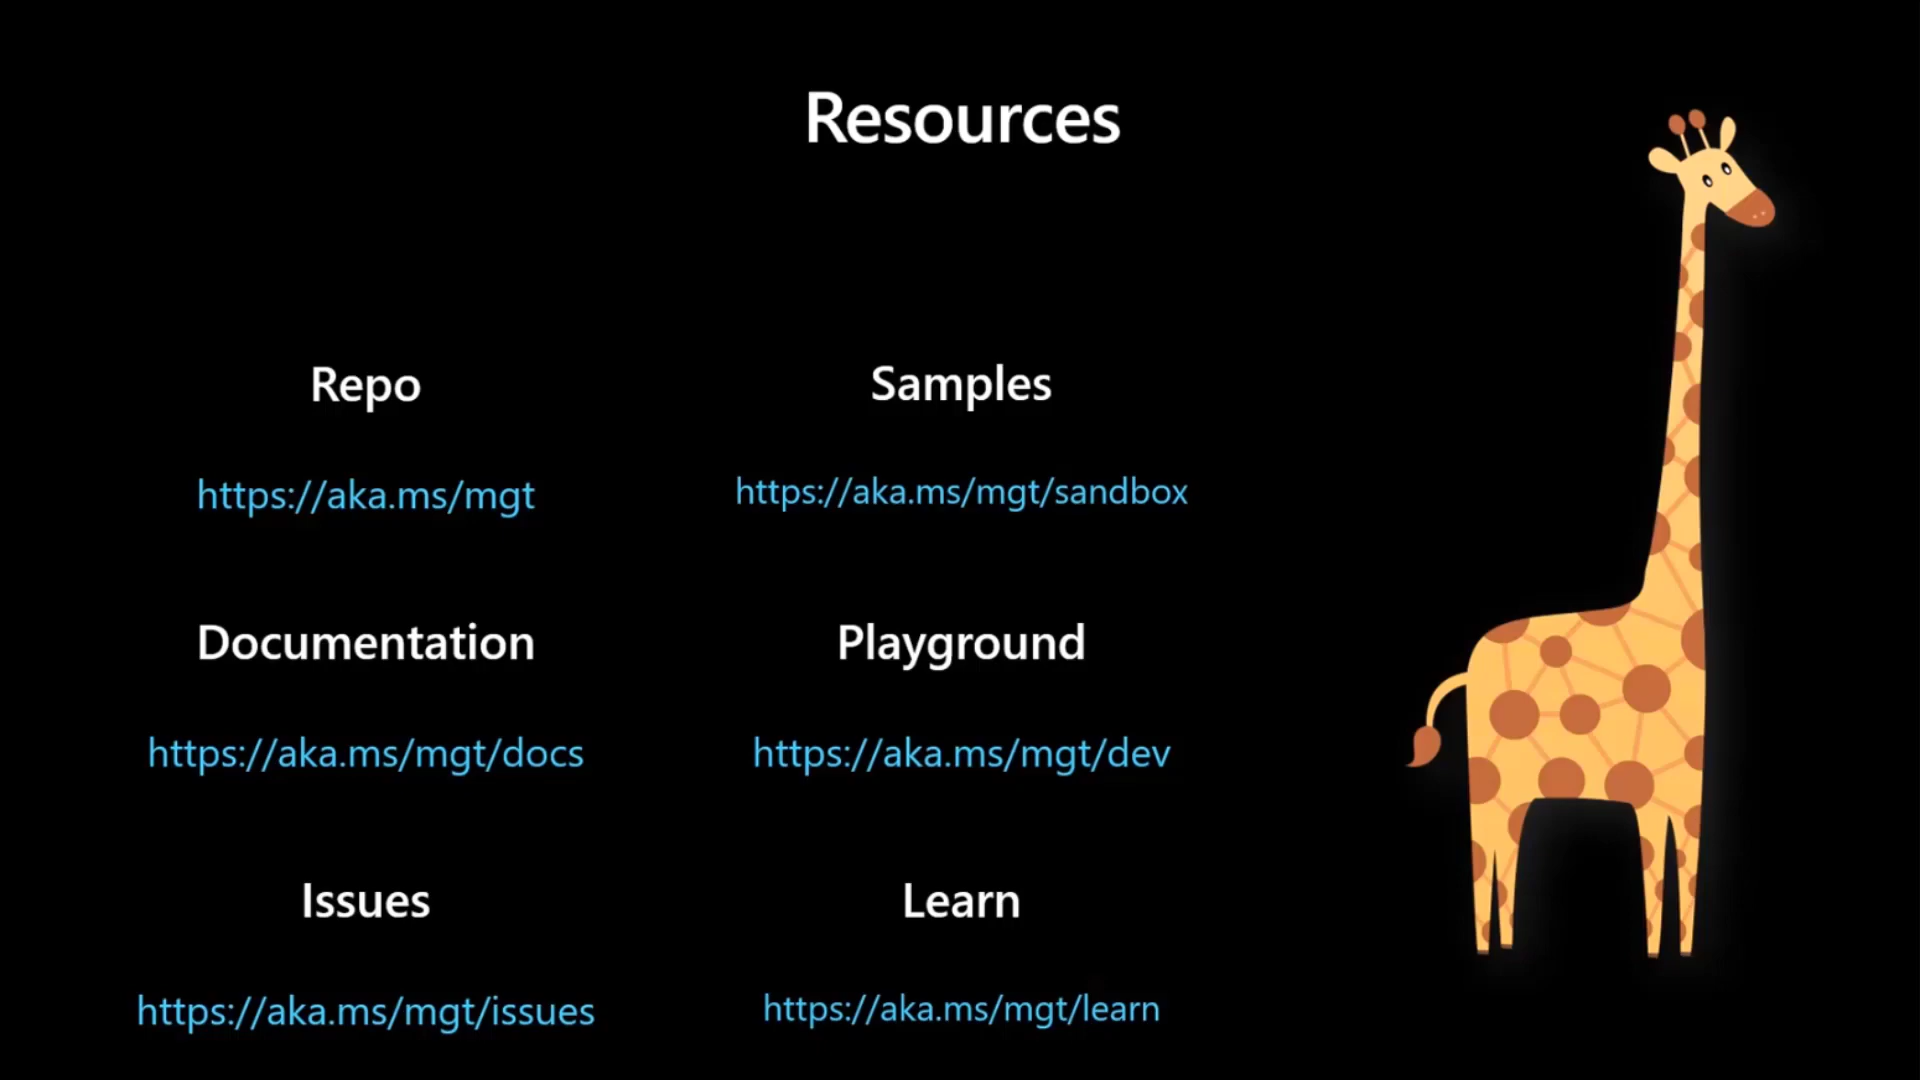 Resources
Repo
https://aka.ms/mgt
Samples
https://aka.ms/mgt/sandbox
Documentation
https://aka.ms/mgt/docs
Playground
https://aka.ms/mgt/dev
Issues
https://aka.ms/mgt/issues
Learn
https://aka.ms/mgt/learn